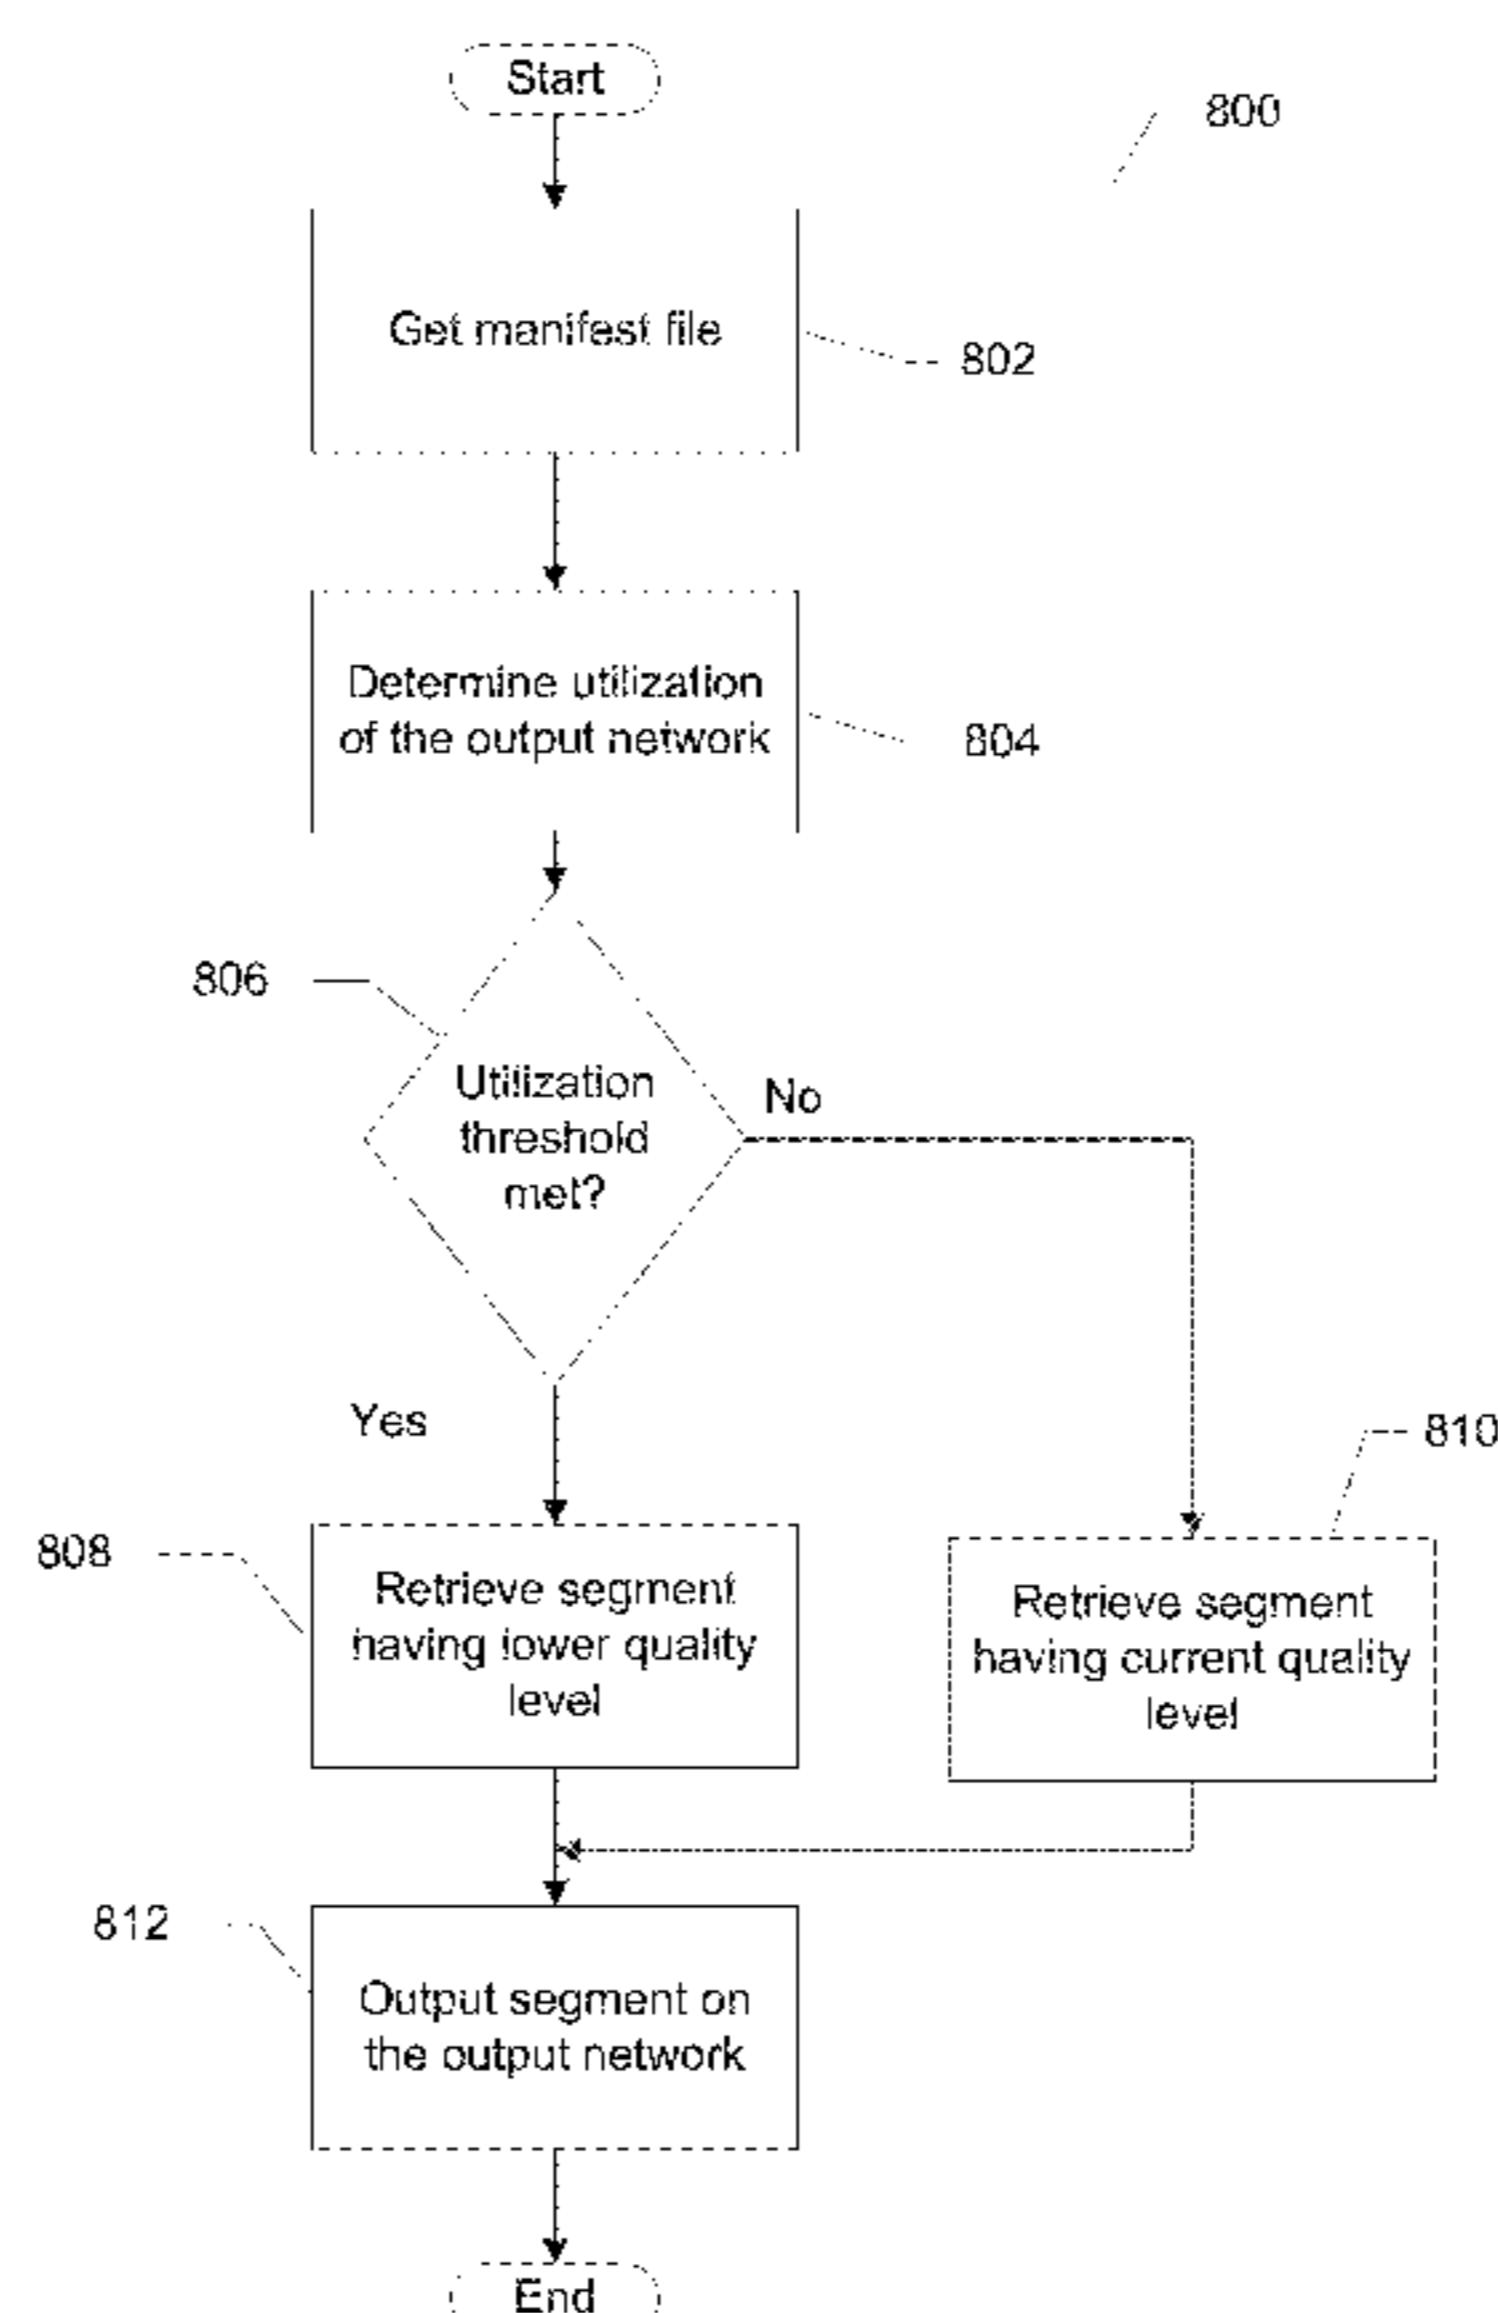 Start
800
Get manifest file
802
Determine utilization
of the output network
804
806
Utilization
threshold
met?
No
Yes
810
808
Retrieve segment
having lower quality
level
Retrieve segment
having current quality
level
812
Output segment on
the output network
End